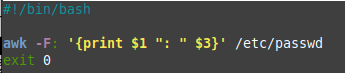 #!/bin/bash
awk -F: '{print $1 ": " $3}' /etc/passwd
exit 0